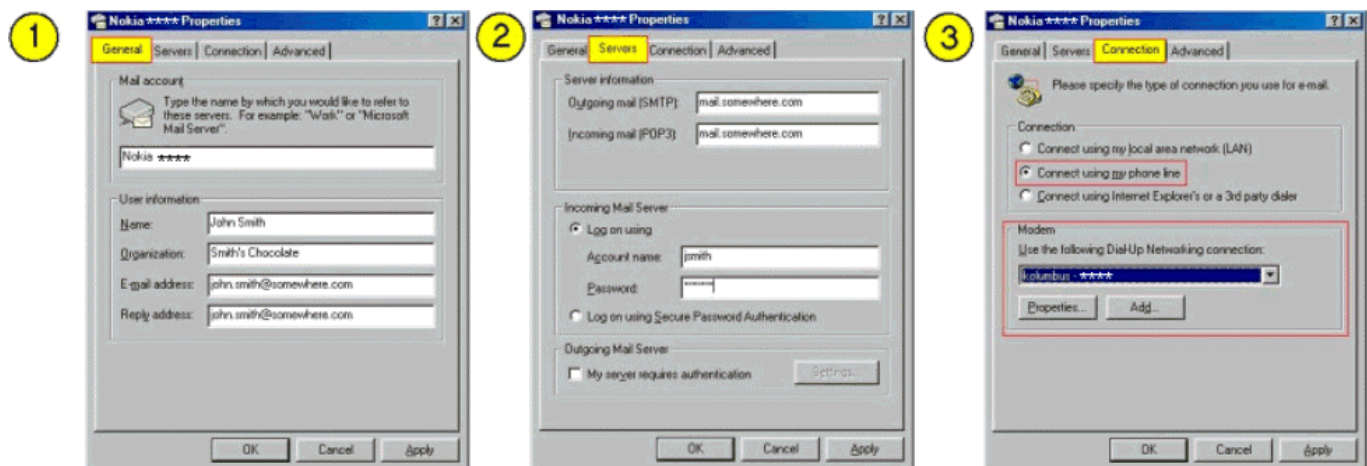 1
Nokia **** Properties
General Servers Connection Advanced
Mail account
Type the name by which you would like to refer to
these servers. For example: "Work" or "Microsoft
Mail Server".
Nokia ****
User information
Name: John Smith
Organization: Smith's Chocolate
E-mail address: john.smith@somewhere.com
Reply address: john.smith@somewhere.com
OK Cancel Apply
2
Nokia **** Properties
General Servers Connection Advanced
Server information
Outgoing mail (SMTP): mail.somewhere.com
Incoming mail (POP3): mail.somewhere.com
Incoming Mail Server
Log on using
Account name: jsmith
Password: ******
Log on using Secure Password Authentication
Outgoing Mail Server
My server requires authentication Settings...
OK Cancel Apply
3
Nokia **** Properties
General Servers Connection Advanced
Please specify the type of connection you use for e-mail.
Connection
Connect using my local area network (LAN)
Connect using my phone line
Connect using Internet Explorer's or a 3rd party dialer
Modem
Use the following Dial-Up Networking connection:
kolumbus - ****
Properties... Add...
OK Cancel Apply